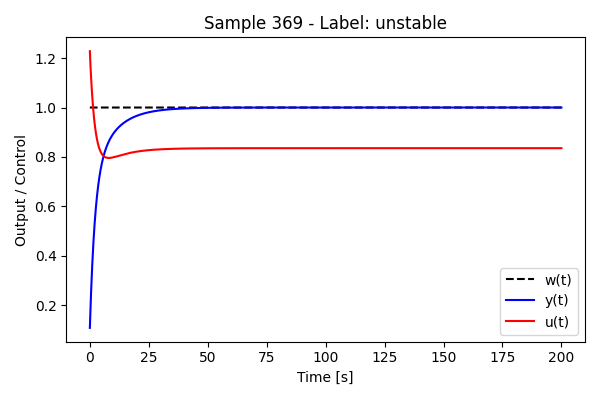 Sample 369 - Label: unstable
Output / Control
1.2
1.0
0.8
0.6
0.4
0.2
w(t)
y(t)
u(t)
0 25 50 75 100 125 150 175 200
Time [s]